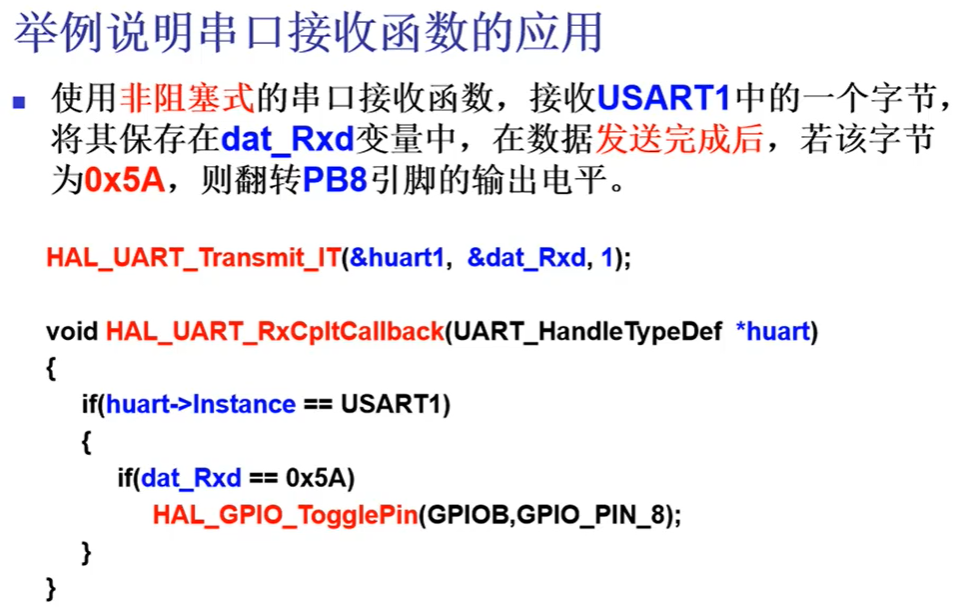 举例说明串口接收函数的应用
使用非阻塞式的串口接收函数，接收USART1中的一个字节，
将其保存在dat_Rxd变量中，在数据发送完成后，若该字节
为0x5A，则翻转PB8引脚的输出电平。
HAL_UART_Transmit_IT(&huart1, &dat_Rxd, 1);
void HAL_UART_RxCpltCallback(UART_HandleTypeDef *huart)
{
if(huart->Instance == USART1)
{
if(dat_Rxd == 0x5A)
HAL_GPIO_TogglePin(GPIOB,GPIO_PIN_8);
}
}